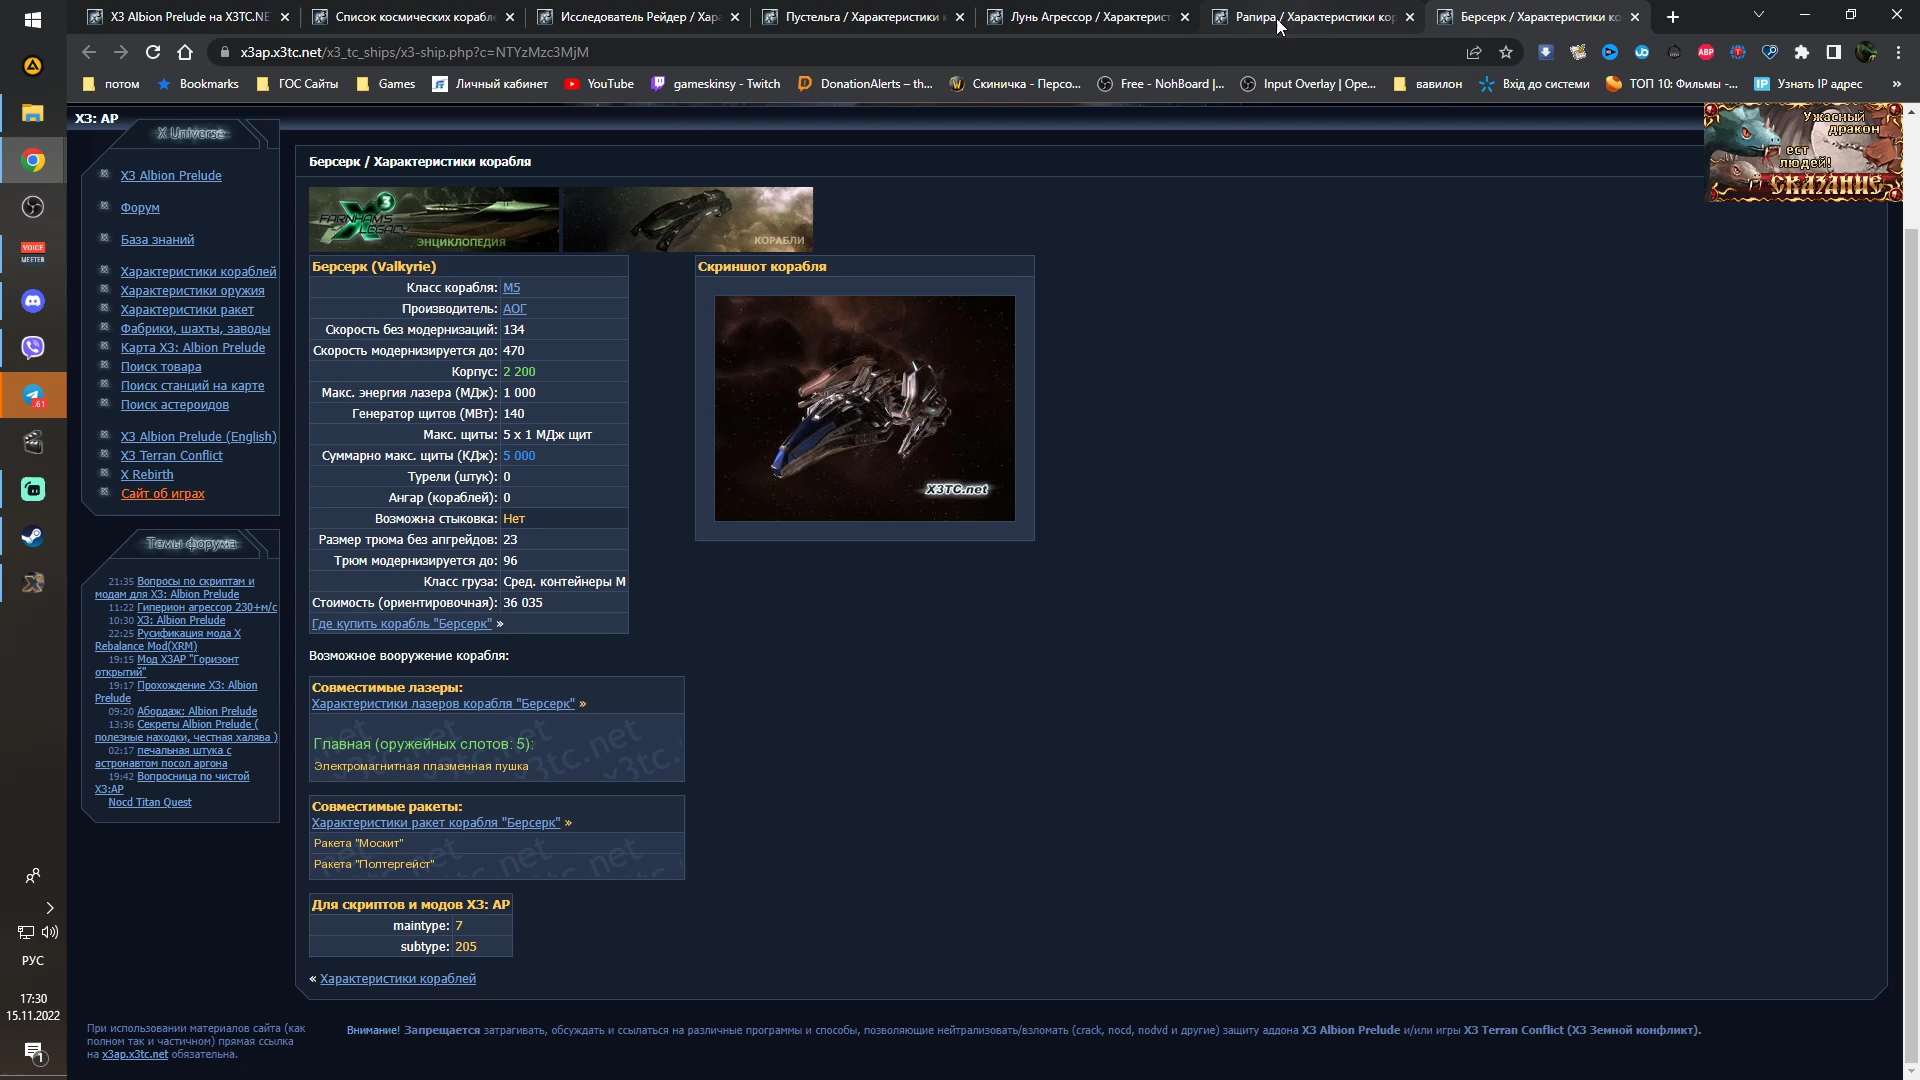 X3 Albion Prelude на X3TC.NE
Список космических корабле
Исследователь Рейдер / Хар
Пустельга / Характеристики
Лунь Агрессор / Характерист
Рапира / Характеристики кор
Берсерк / Характеристики ко
x3ap.x3tc.net/x3_tc_ships/x3-ship.php?c=NTYzMzc3MjM
ABP
потом
Bookmarks
ГОС Сайты
Games
Личный кабинет
YouTube
gameskinsy - Twitch
DonationAlerts – th...
Скиничка - Персо...
Free - NohBoard |...
Input Overlay | Ope...
вавилон
Вхід до системи
ТОП 10: Фильмы -...
IP Узнать IP адрес
»
X3: AP
X Universe
X3 Albion Prelude
Форум
База знаний
Характеристики кораблей
Характеристики оружия
Характеристики ракет
Фабрики, шахты, заводы
Карта X3: Albion Prelude
Поиск товара
Поиск станций на карте
Поиск астероидов
X3 Albion Prelude (English)
X3 Terran Conflict
X Rebirth
Сайт об играх
Темы форума
21:35 Вопросы по скриптам и
модам для X3: Albion Prelude
11:22 Гиперион агрессор 230+м/с
10:30 X3: Albion Prelude
22:25 Русификация мода X
Rebalance Mod(XRM)
19:15 Мод X3AP "Горизонт
открытий"
19:17 Прохождение X3: Albion
Prelude
09:20 Абордаж: Albion Prelude
13:36 Секреты Albion Prelude (
полезные находки, честная халява )
02:17 печальная штука с
астронавтом посол аргона
19:42 Вопросница по чистой
X3:AP
Nocd Titan Quest
Берсерк / Характеристики корабля
X3
FARNHAMS
LEGACY
ЭНЦИКЛОПЕДИЯ
КОРАБЛИ
Берсерк (Valkyrie)
Класс корабля: M5
Производитель: АОГ
Скорость без модернизаций: 134
Скорость модернизируется до: 470
Корпус: 2 200
Макс. энергия лазера (МДж): 1 000
Генератор щитов (МВт): 140
Макс. щиты: 5 x 1 МДж щит
Суммарно макс. щиты (КДж): 5 000
Турели (штук): 0
Ангар (кораблей): 0
Возможна стыковка: Нет
Размер трюма без апгрейдов: 23
Трюм модернизируется до: 96
Класс груза: Сред. контейнеры M
Стоимость (ориентировочная): 36 035
Где купить корабль "Берсерк" »
Скриншот корабля
X3TC.net
Возможное вооружение корабля:
Совместимые лазеры:
Характеристики лазеров корабля "Берсерк" »
Главная (оружейных слотов: 5):
Электромагнитная плазменная пушка
Совместимые ракеты:
Характеристики ракет корабля "Берсерк" »
Ракета "Москит"
Ракета "Полтергейст"
Для скриптов и модов X3: AP
maintype: 7
subtype: 205
« Характеристики кораблей
При использовании материалов сайта (как
полном так и частичном) прямая ссылка
на x3ap.x3tc.net обязательна.
Внимание! Запрещается затрагивать, обсуждать и ссылаться на различные программы и способы, позволяющие нейтрализовать/взломать (crack, nocd, nodvd и другие) защиту аддона X3 Albion Prelude и/или игры X3 Terran Conflict (X3 Земной конфликт).
Ужасный
дракон
ест
людей!
СКАЗАНИЕ
VOICE
MEETER
61
РУС
17:30
15.11.2022
1